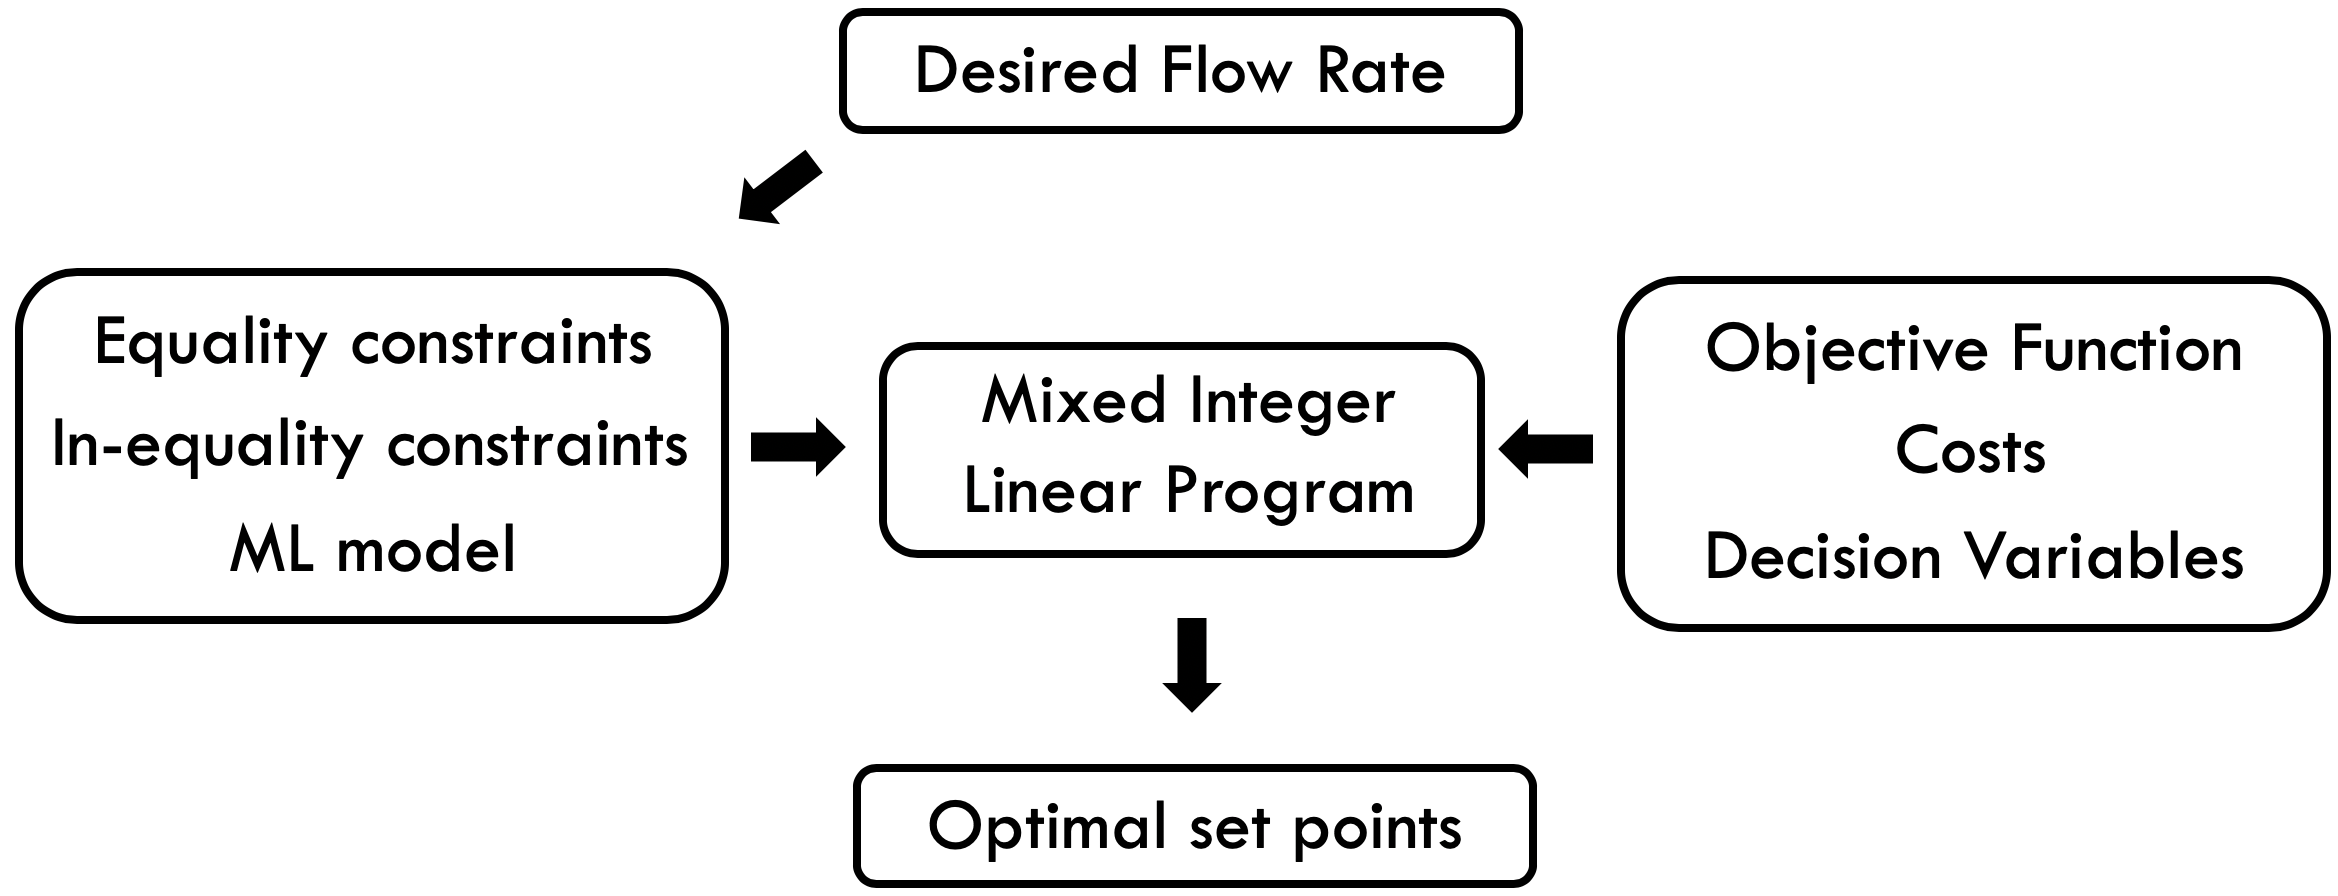 Desired Flow Rate
Equality constraints
In-equality constraints
ML model
Mixed Integer
Linear Program
Objective Function
Costs
Decision Variables
Optimal set points